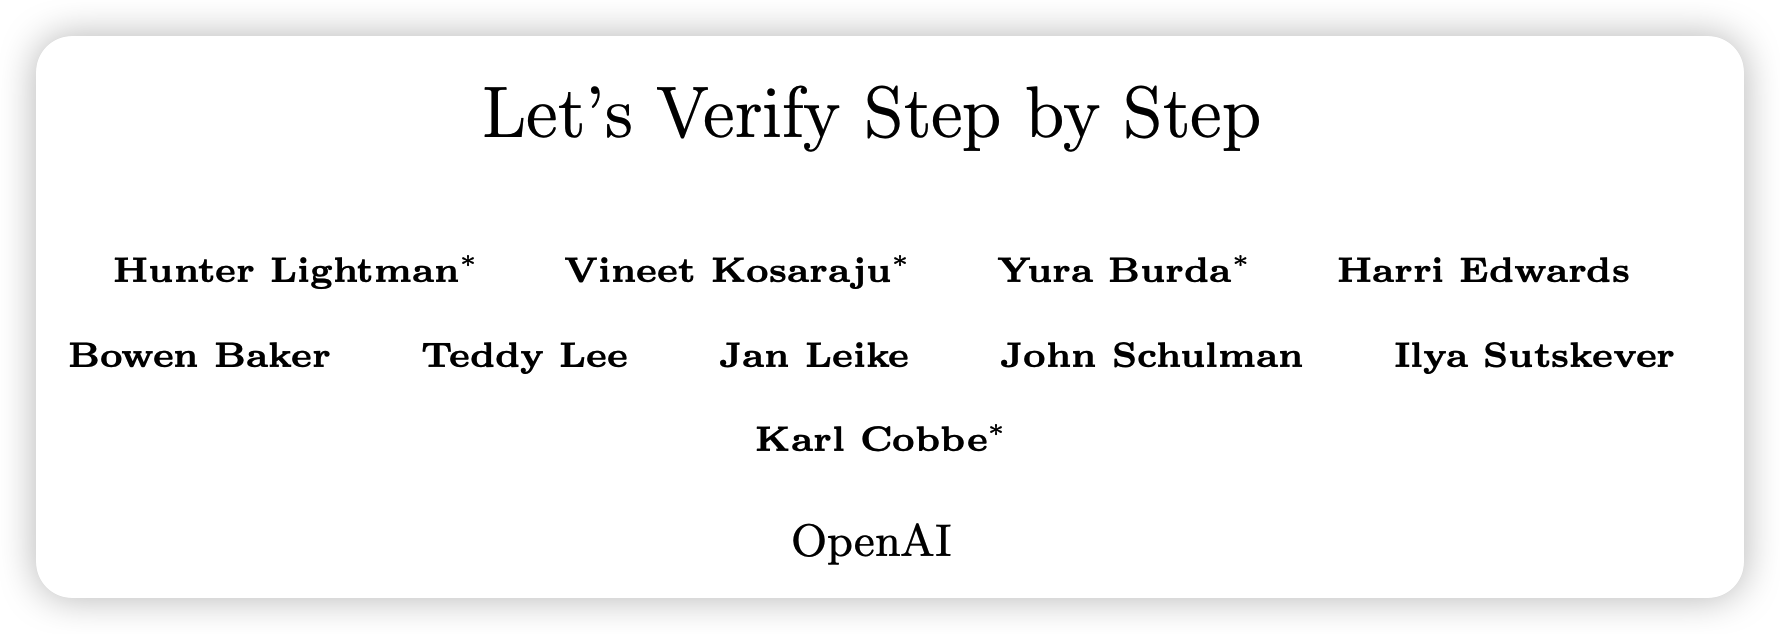 Let's Verify Step by Step
Hunter Lightman* Vineet Kosaraju* Yura Burda* Harri Edwards
Bowen Baker Teddy Lee Jan Leike John Schulman Ilya Sutskever
Karl Cobbe*
OpenAI